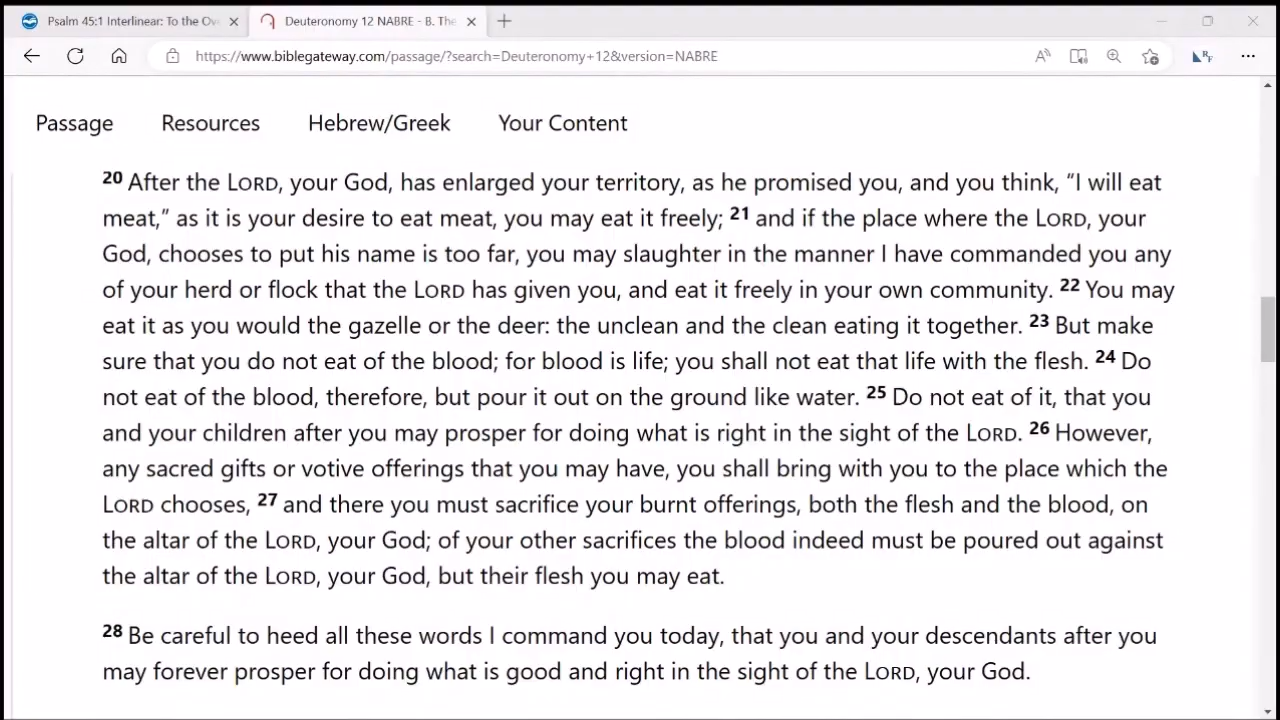 Psalm 45:1 Interlinear: To the Ov
Deuteronomy 12 NABRE - B. The
https://www.biblegateway.com/passage/?search=Deuteronomy+12&version=NABRE
Passage Resources Hebrew/Greek Your Content
20 After the LORD, your God, has enlarged your territory, as he promised you, and you think, “I will eat
meat,” as it is your desire to eat meat, you may eat it freely; 21 and if the place where the LORD, your
God, chooses to put his name is too far, you may slaughter in the manner I have commanded you any
of your herd or flock that the LORD has given you, and eat it freely in your own community. 22 You may
eat it as you would the gazelle or the deer: the unclean and the clean eating it together. 23 But make
sure that you do not eat of the blood; for blood is life; you shall not eat that life with the flesh. 24 Do
not eat of the blood, therefore, but pour it out on the ground like water. 25 Do not eat of it, that you
and your children after you may prosper for doing what is right in the sight of the LORD. 26 However,
any sacred gifts or votive offerings that you may have, you shall bring with you to the place which the
LORD chooses, 27 and there you must sacrifice your burnt offerings, both the flesh and the blood, on
the altar of the LORD, your God; of your other sacrifices the blood indeed must be poured out against
the altar of the LORD, your God, but their flesh you may eat.
28 Be careful to heed all these words I command you today, that you and your descendants after you
may forever prosper for doing what is good and right in the sight of the LORD, your God.